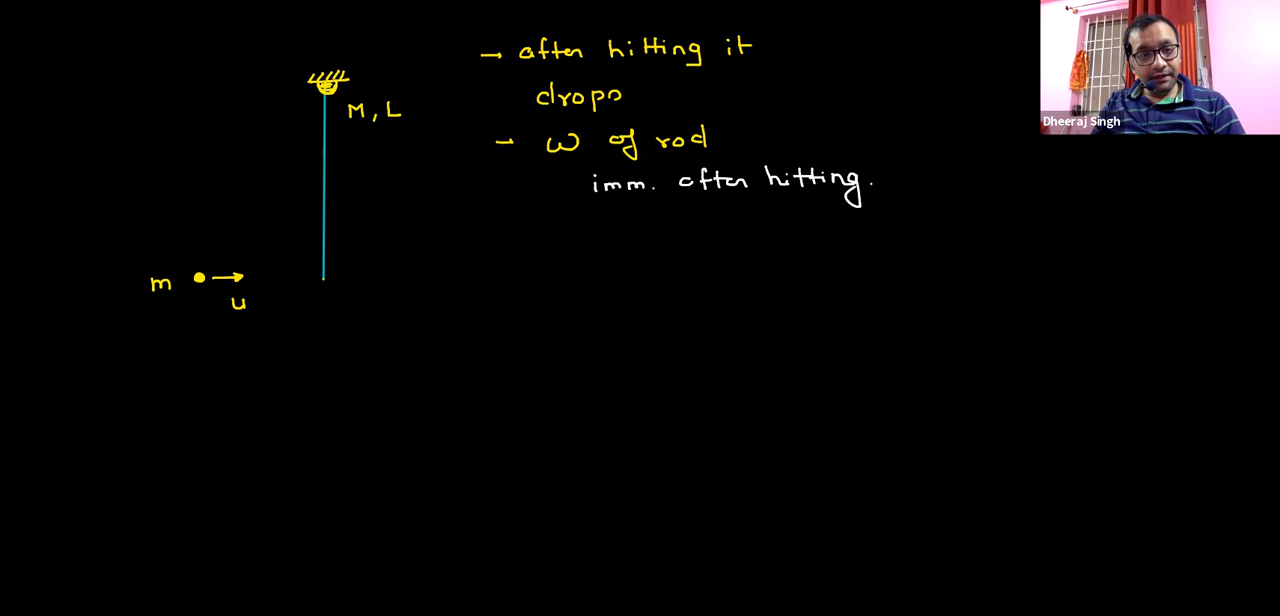 → after hitting it
drops
M, L
- ω of rod
imm. after hitting.
m
u
Dheeraj Singh